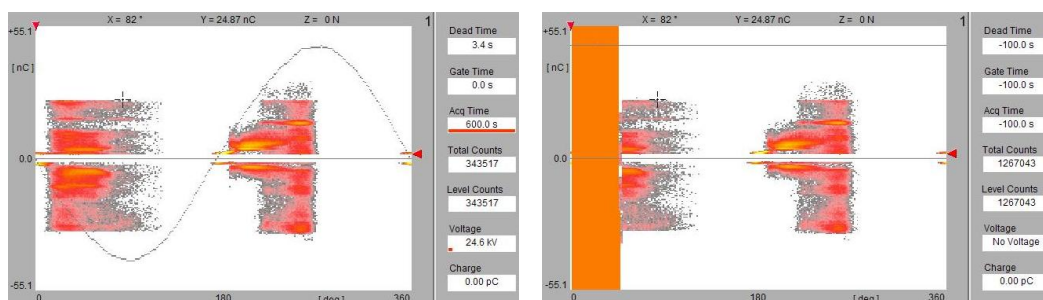 X = 82 ° Y = 24.87 nC Z = 0 N 1
+55.1
[ nC ]
0.0
-55.1
0 180 [ deg ] 360
Dead Time
3.4 s
Gate Time
0.0 s
Acq Time
600.0 s
Total Counts
343517
Level Counts
343517
Voltage
24.6 kV
Charge
0.00 pC
X = 82 ° Y = 24.87 nC Z = 0 N 1
+55.1
[ nC ]
0.0
-55.1
0 180 [ deg ] 360
Dead Time
-100.0 s
Gate Time
-100.0 s
Acq Time
-100.0 s
Total Counts
1267043
Level Counts
1267043
Voltage
No Voltage
Charge
0.00 pC